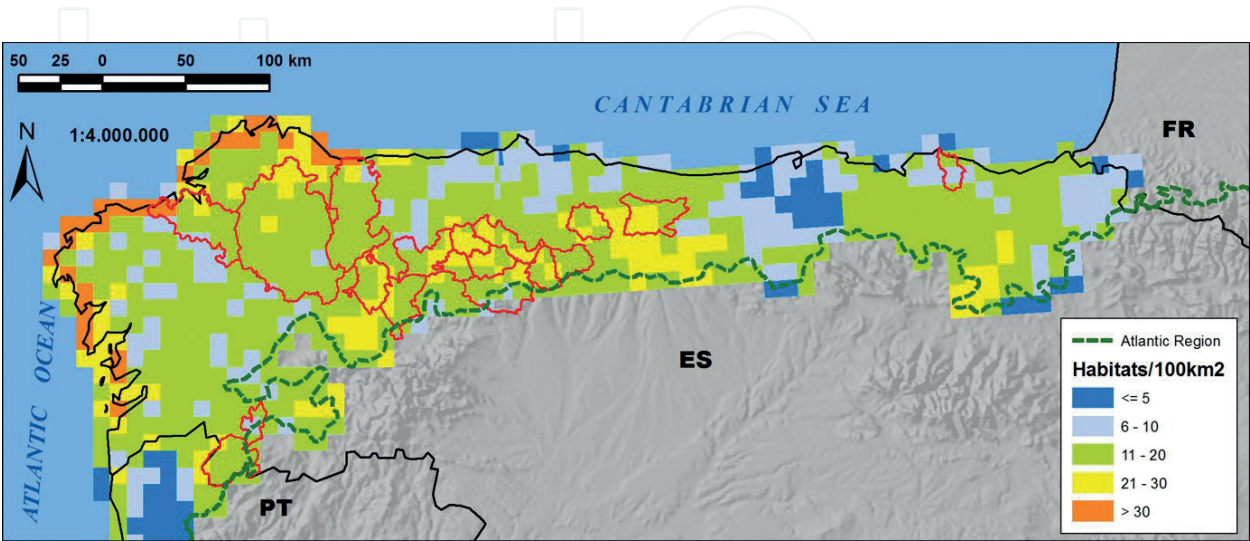 50 25 0 50 100 km
CANTABRIAN SEA
N
1:4.000.000
FR
ATLANTIC OCEAN
ES
PT
Atlantic Region
Habitats/100km2
<= 5
6 - 10
11 - 20
21 - 30
> 30